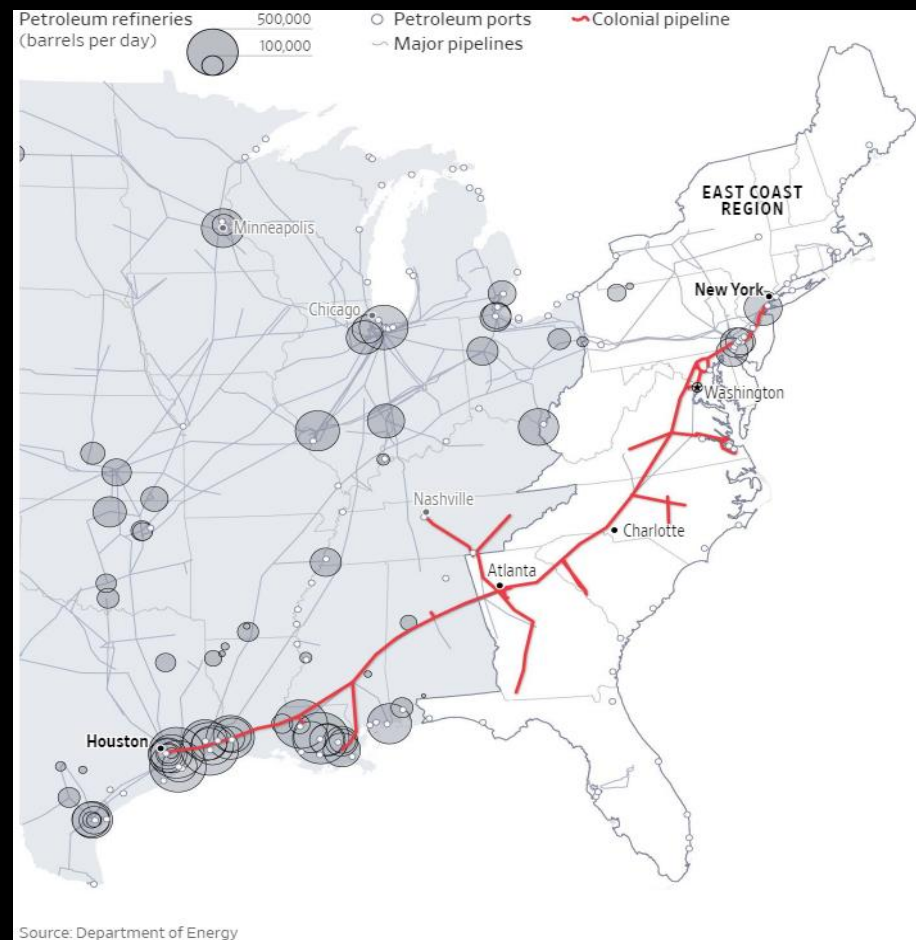 Petroleum refineries
(barrels per day)
500,000
100,000
Petroleum ports
Major pipelines
Colonial pipeline
EAST COAST
REGION
Minneapolis
New York
Chicago
Washington
Nashville
Charlotte
Atlanta
Houston
Source: Department of Energy